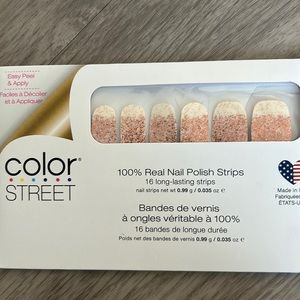 Easy Peel
& Apply
Faciles à Décoler
et à Appliquer
color®
STREET
100% Real Nail Polish Strips
16 long-lasting strips
nail strips net wt 0.99 g / 0.035 oz ℮
Bandes de vernis
à ongles véritable à 100%
16 bandes de longue durée
Poids net des bandes de vernis 0.99 g / 0.035 oz ℮
Made in
Fabriquées
ÉTATS-U